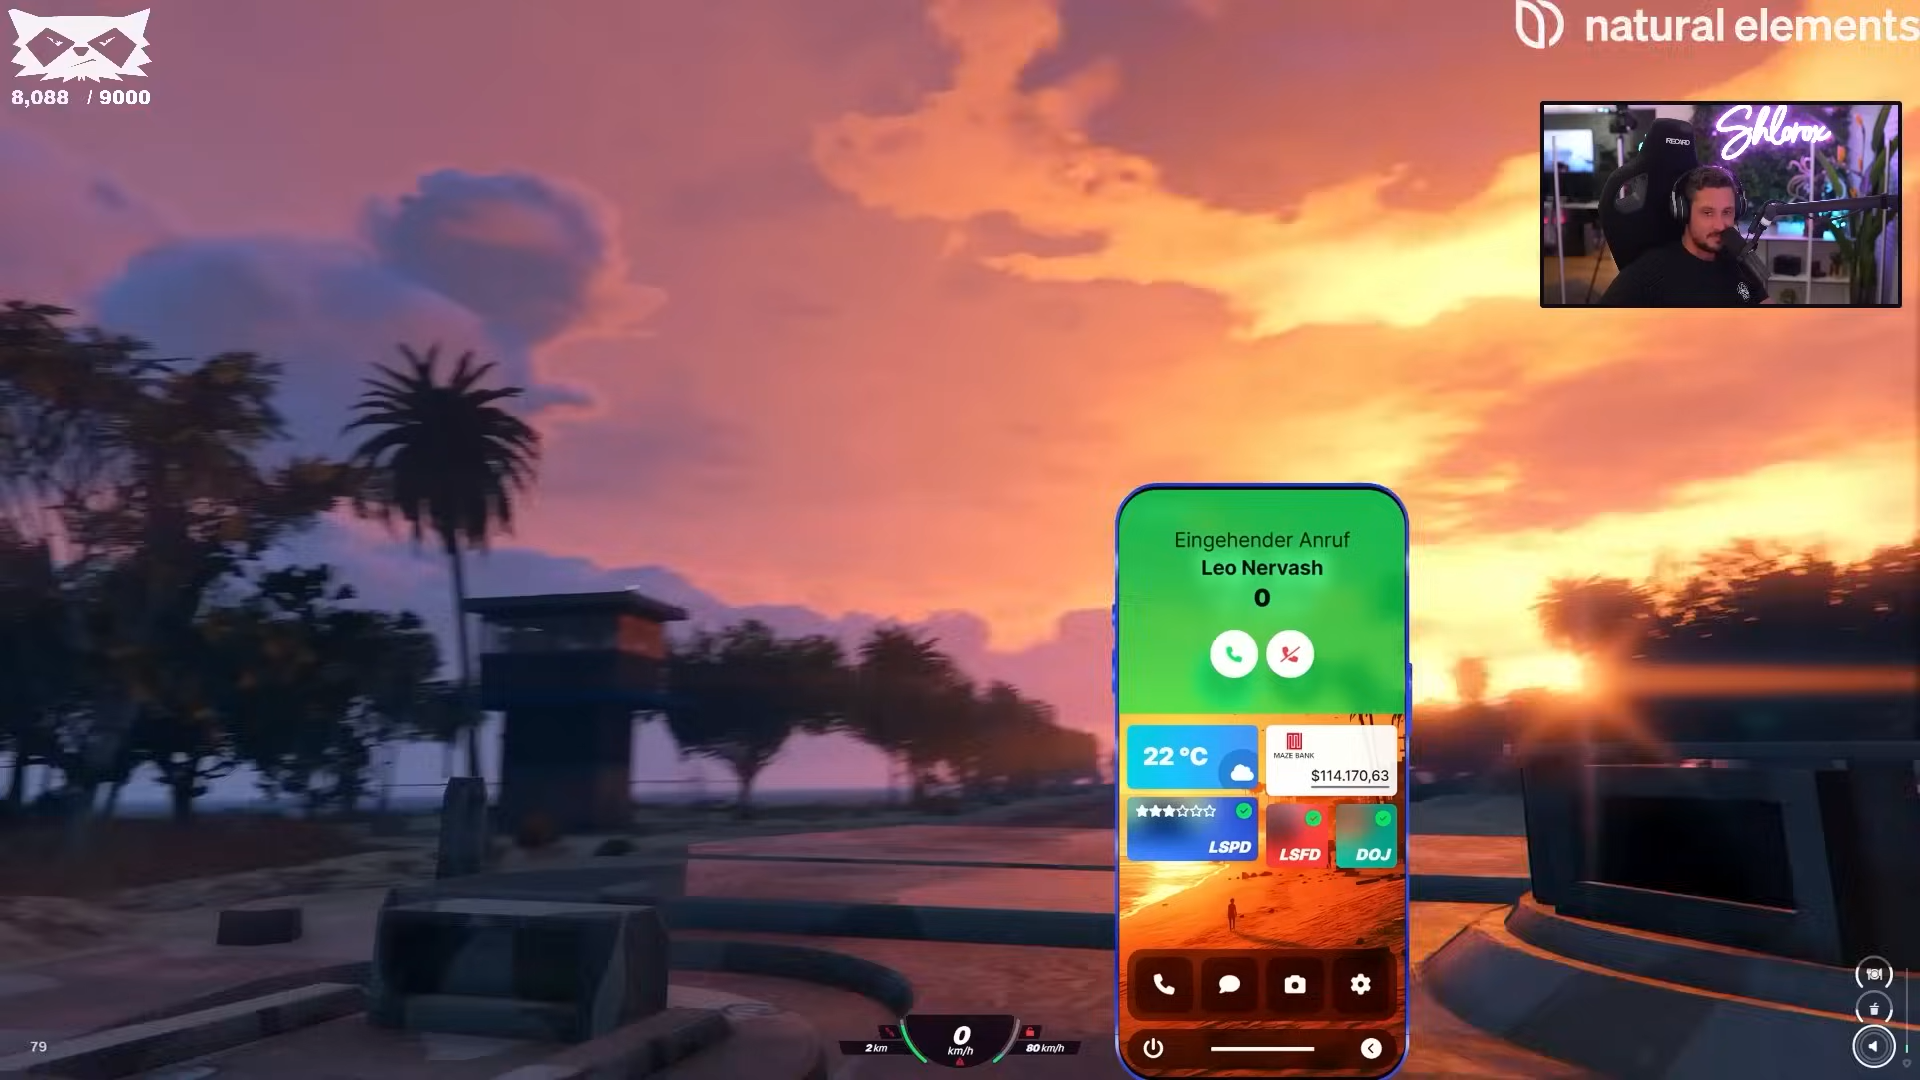 natural elements
8,088 / 9000
RECARO
Shlorox
Eingehender Anruf
Leo Nervash
0
22 °C
MAZE BANK
$114.170,63
LSPD
LSFD
DOJ
79
2 km
0
km/h
80 km/h